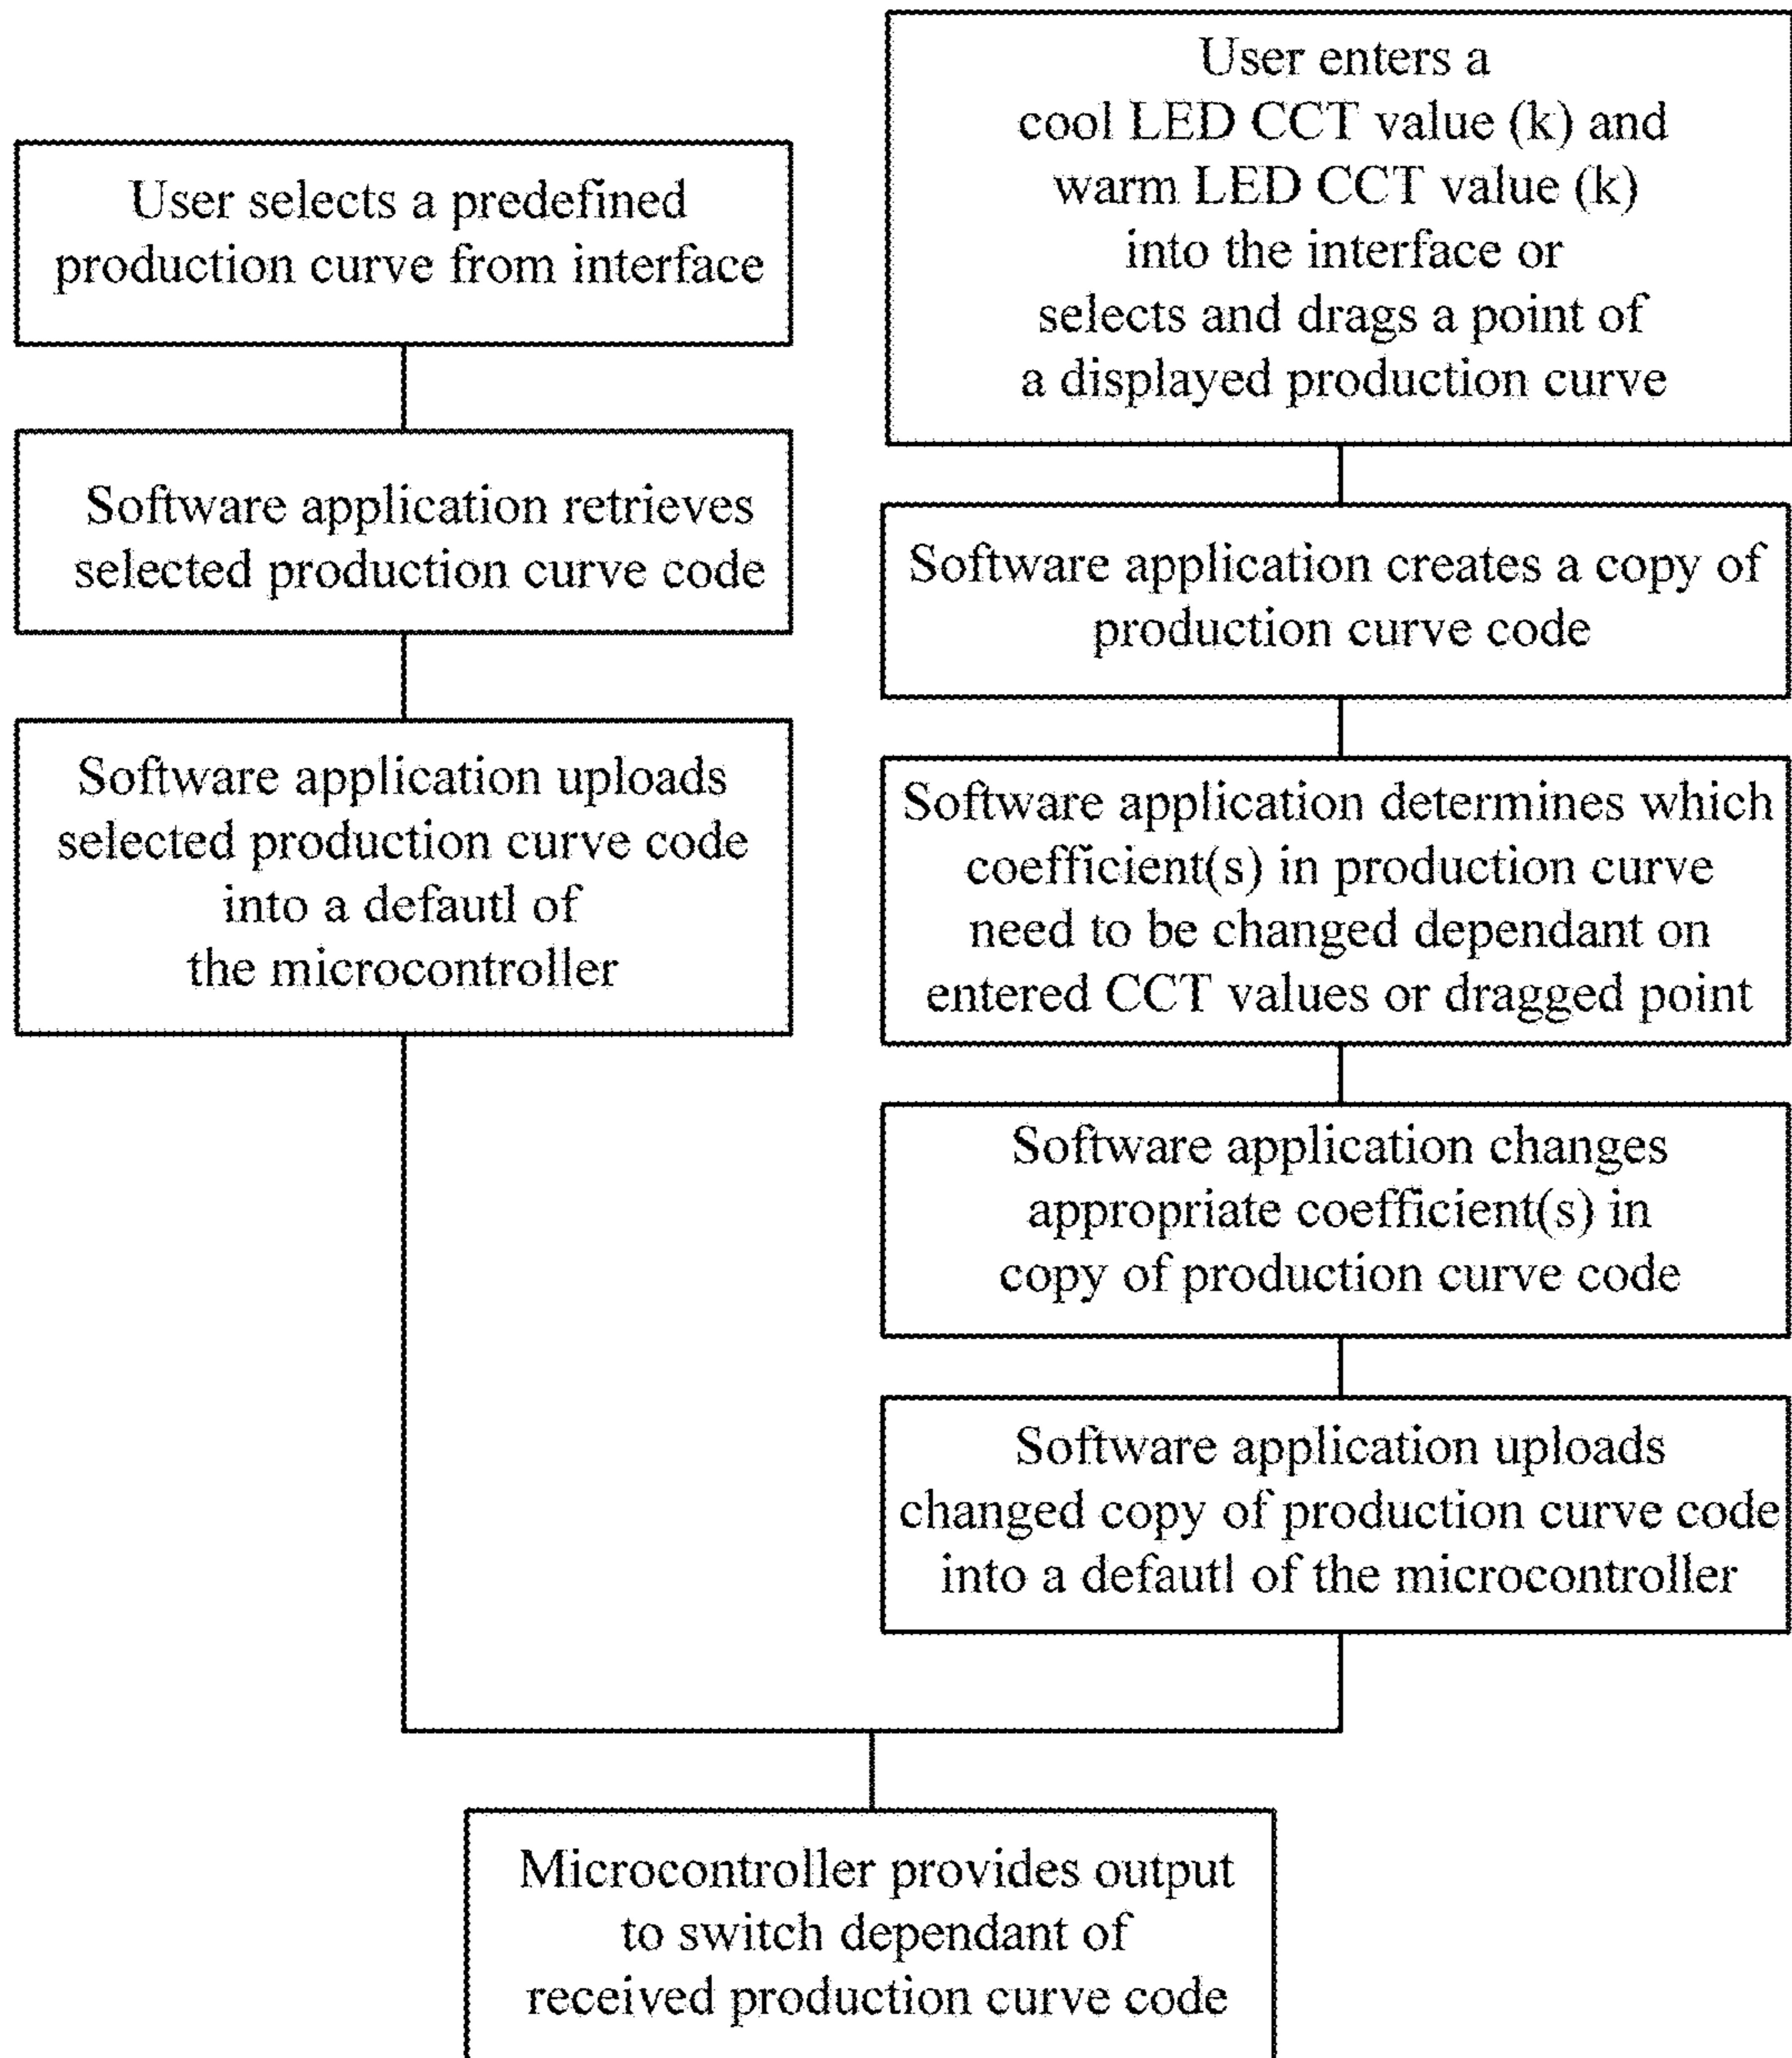 User selects a predefined
production curve from interface
Software application retrieves
selected production curve code
Software application uploads
selected production curve code
into a defautl of
the microcontroller
User enters a
cool LED CCT value (k) and
warm LED CCT value (k)
into the interface or
selects and drags a point of
a displayed production curve
Software application creates a copy of
production curve code
Software application determines which
coefficient(s) in production curve
need to be changed dependant on
entered CCT values or dragged point
Software application changes
appropriate coefficient(s) in
copy of production curve code
Software application uploads
changed copy of production curve code
into a defautl of the microcontroller
Microcontroller provides output
to switch dependant of
received production curve code